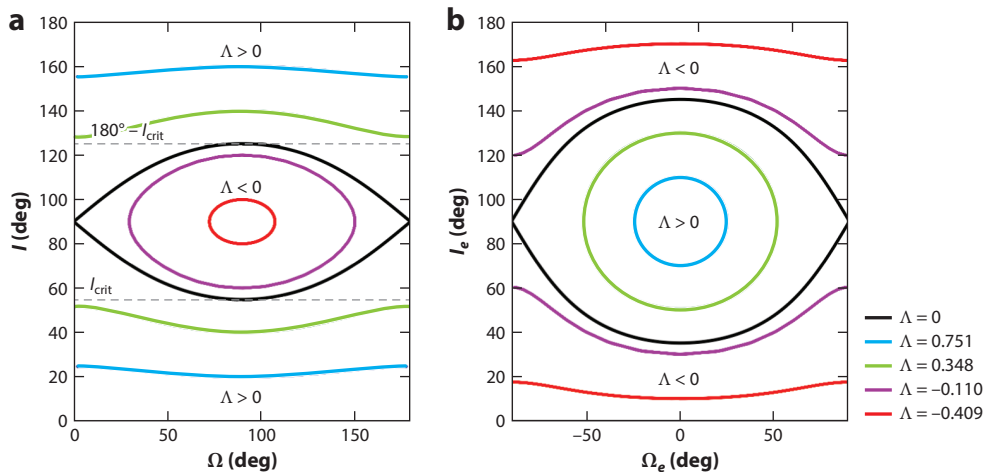 a
180
160
140
120
100
80
60
40
20
0
I (deg)
Λ > 0
180° – I_crit
Λ < 0
I_crit
Λ > 0
0
50
100
150
Ω (deg)
b
180
160
140
120
100
80
60
40
20
0
I_e (deg)
Λ < 0
Λ > 0
Λ < 0
−50
0
50
Ω_e (deg)
Λ = 0
Λ = 0.751
Λ = 0.348
Λ = –0.110
Λ = –0.409